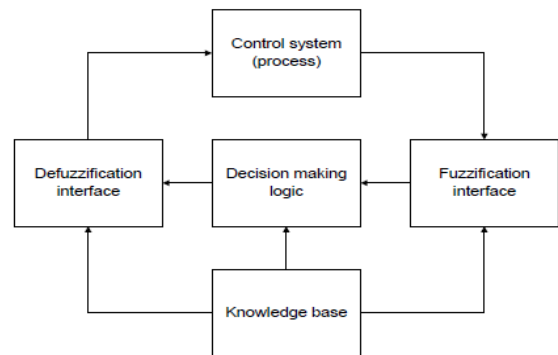 Control system
(process)
Defuzzification
interface
Decision making
logic
Fuzzification
interface
Knowledge base